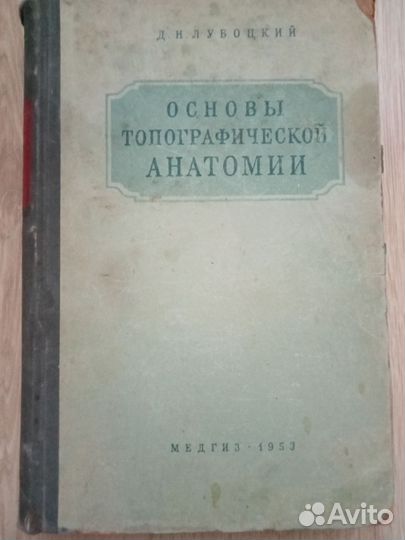 Д. Н. ЛУБОЦКИЙ
ОСНОВЫ
ТОПОГРАФИЧЕСКОЙ
АНАТОМИИ
МЕДГИЗ - 1953
Avito